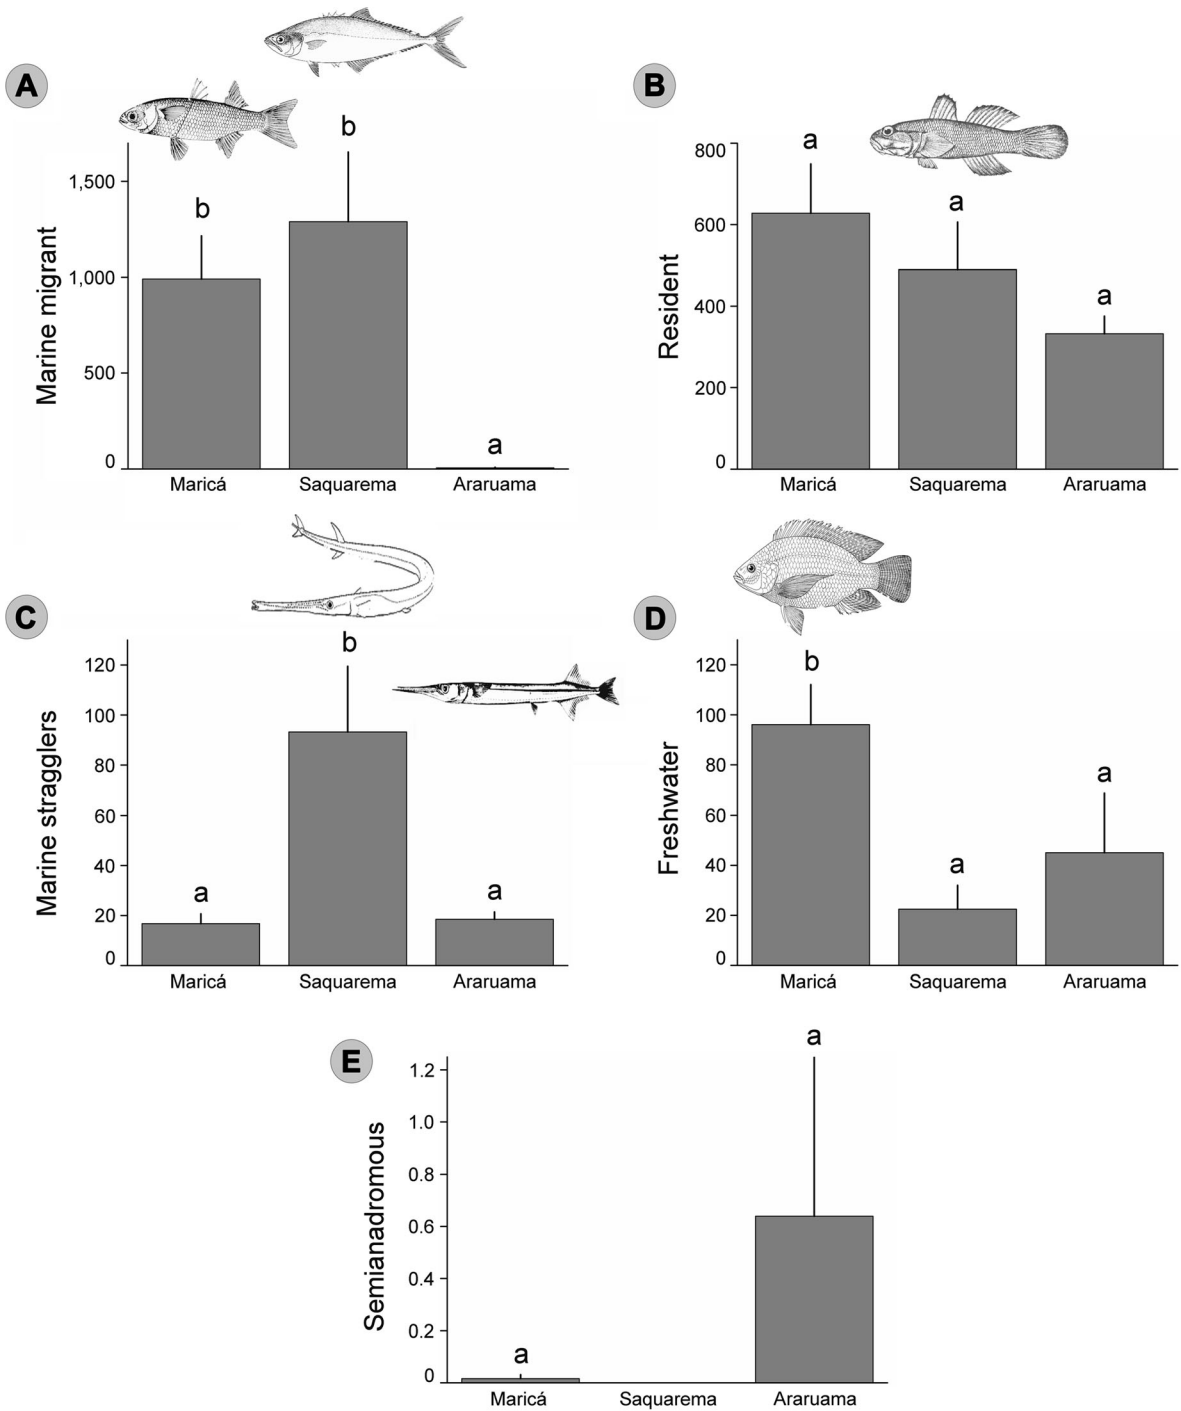 A
b
b
a
Marine migrant
1,500
1,000
500
0
Maricá Saquarema Araruama
B
a
a
a
Resident
800
600
400
200
0
Maricá Saquarema Araruama
C
b
a
a
Marine stragglers
120
100
80
60
40
20
0
Maricá Saquarema Araruama
D
b
a
a
Freshwater
120
100
80
60
40
20
0
Maricá Saquarema Araruama
E
a
a
Semianadromous
1.2
1.0
0.8
0.6
0.4
0.2
0
Maricá Saquarema Araruama